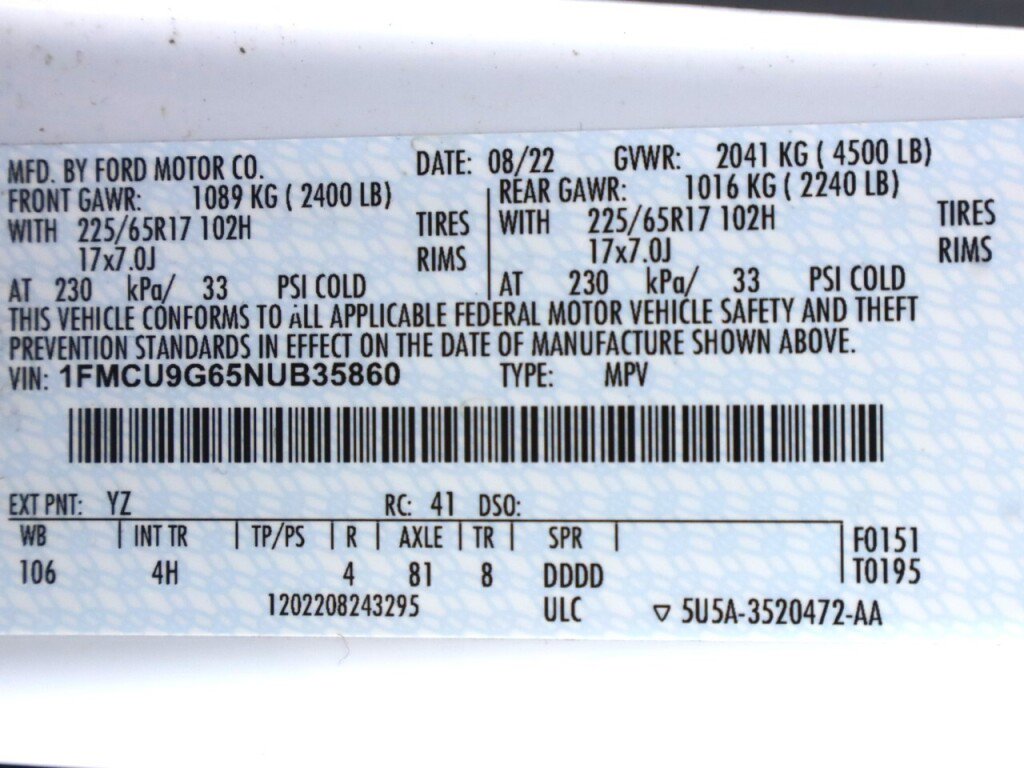 MFD. BY FORD MOTOR CO. DATE: 08/22 GVWR: 2041 KG ( 4500 LB)
FRONT GAWR: 1089 KG ( 2400 LB) REAR GAWR: 1016 KG ( 2240 LB)
WITH 225/65R17 102H TIRES WITH 225/65R17 102H TIRES
17x7.0J RIMS 17x7.0J RIMS
AT 230 kPa/ 33 PSI COLD AT 230 kPa/ 33 PSI COLD
THIS VEHICLE CONFORMS TO ALL APPLICABLE FEDERAL MOTOR VEHICLE SAFETY AND THEFT
PREVENTION STANDARDS IN EFFECT ON THE DATE OF MANUFACTURE SHOWN ABOVE.
VIN: 1FMCU9G65NUB35860 TYPE: MPV
EXT PNT: YZ RC: 41 DSO:
WB INT TR TP/PS R AXLE TR SPR F0151
106 4H 4 81 8 DDDD T0195
1202208243295 ULC ▽ 5U5A-3520472-AA